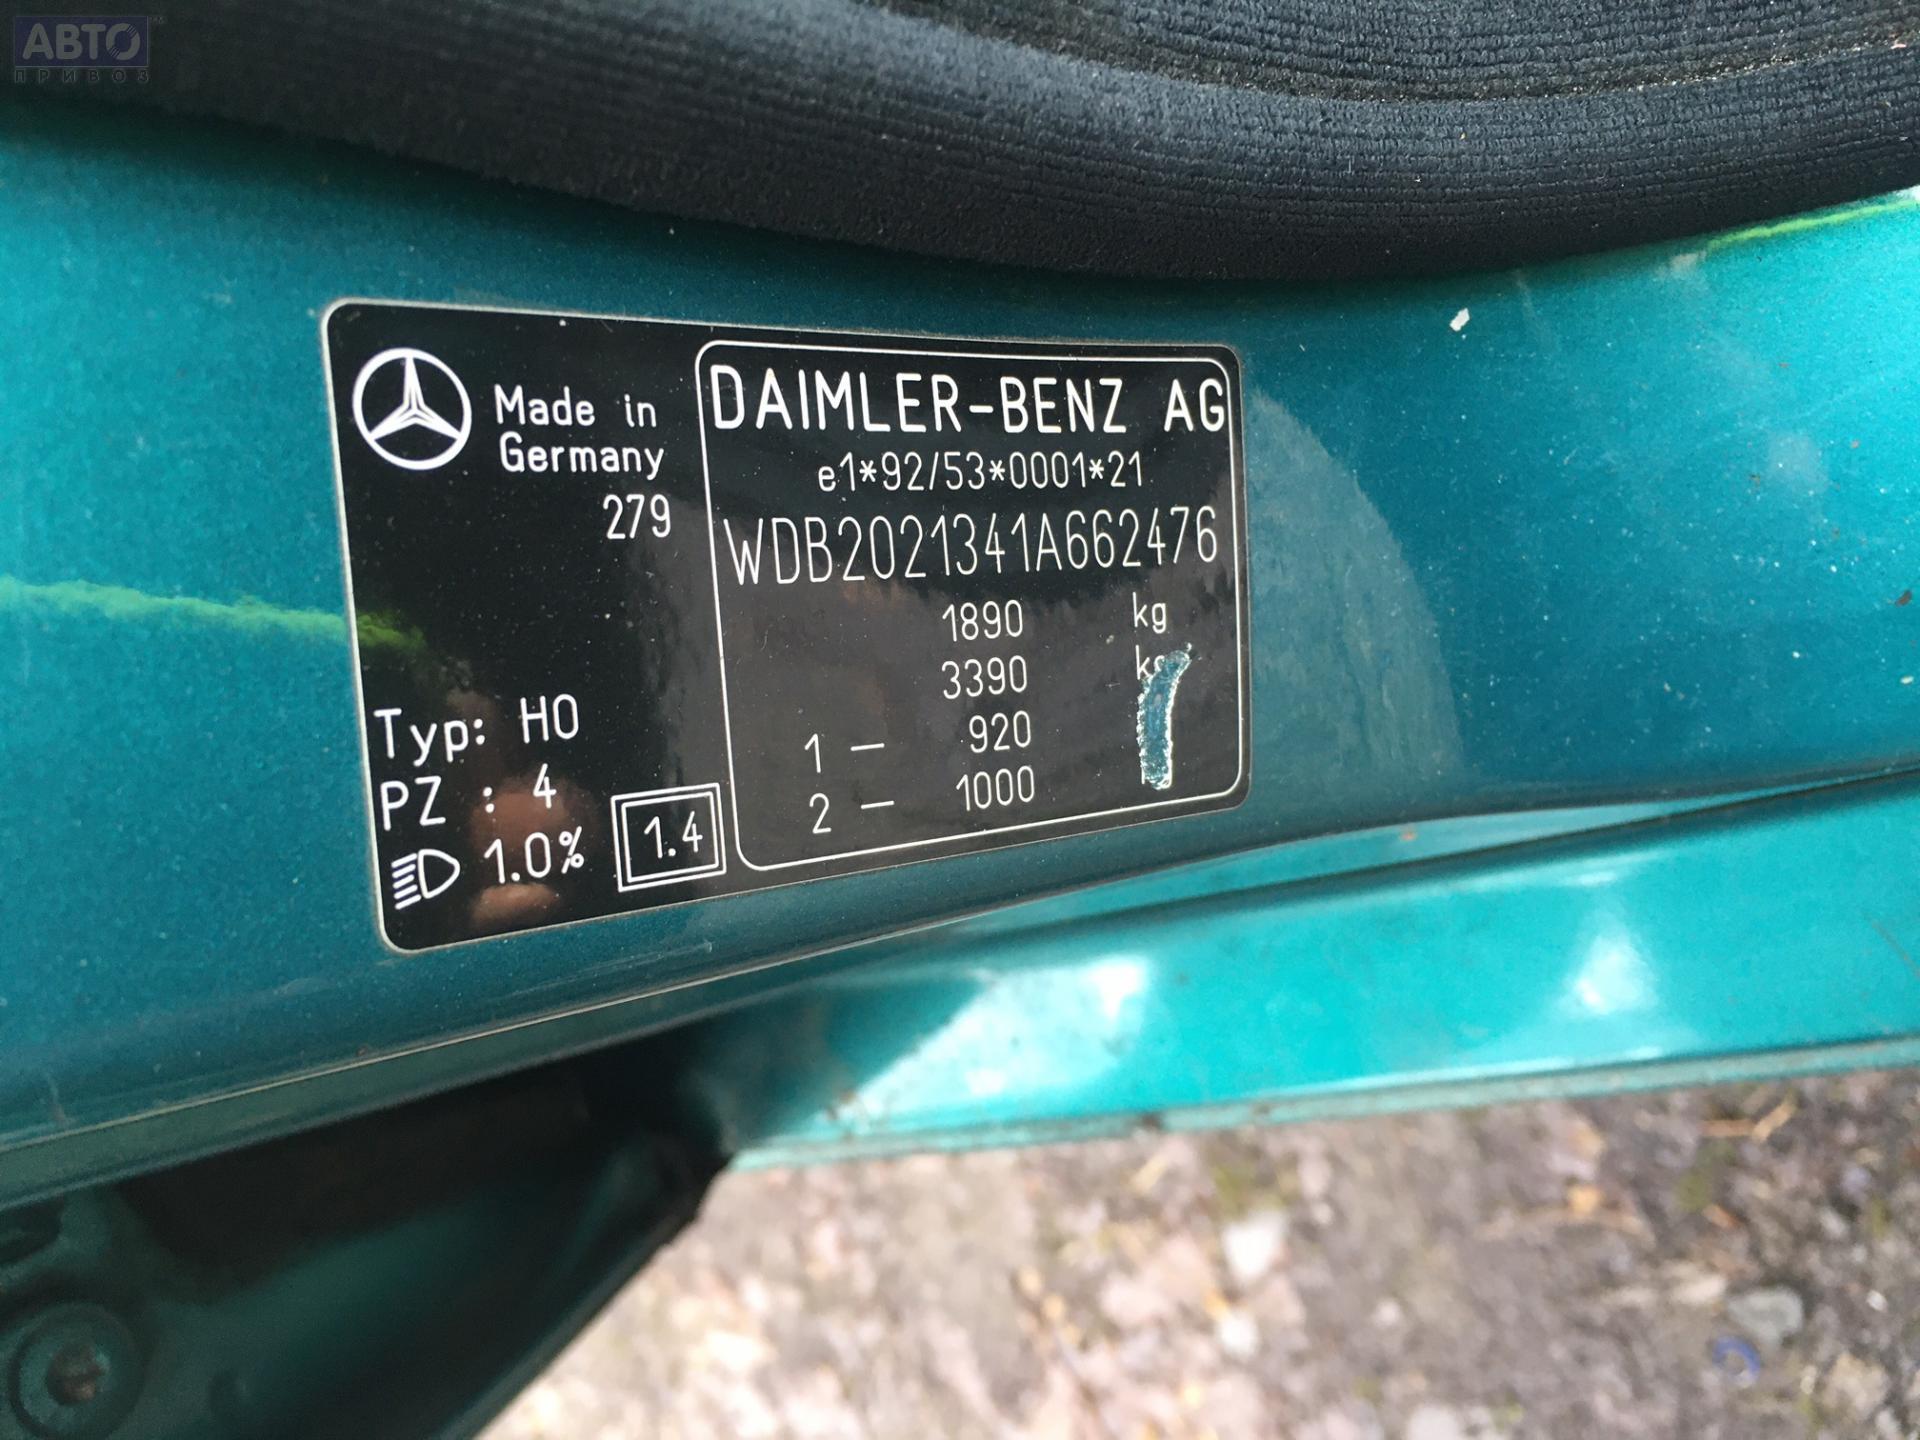 АВТО
ПРИВОЗ
Made in
Germany
279
Typ: HO
PZ : 4
1.0%
1.4
DAIMLER-BENZ AG
e1*92/53*0001*21
WDB2021341A662476
1890 kg
3390 kg
1 – 920
2 – 1000